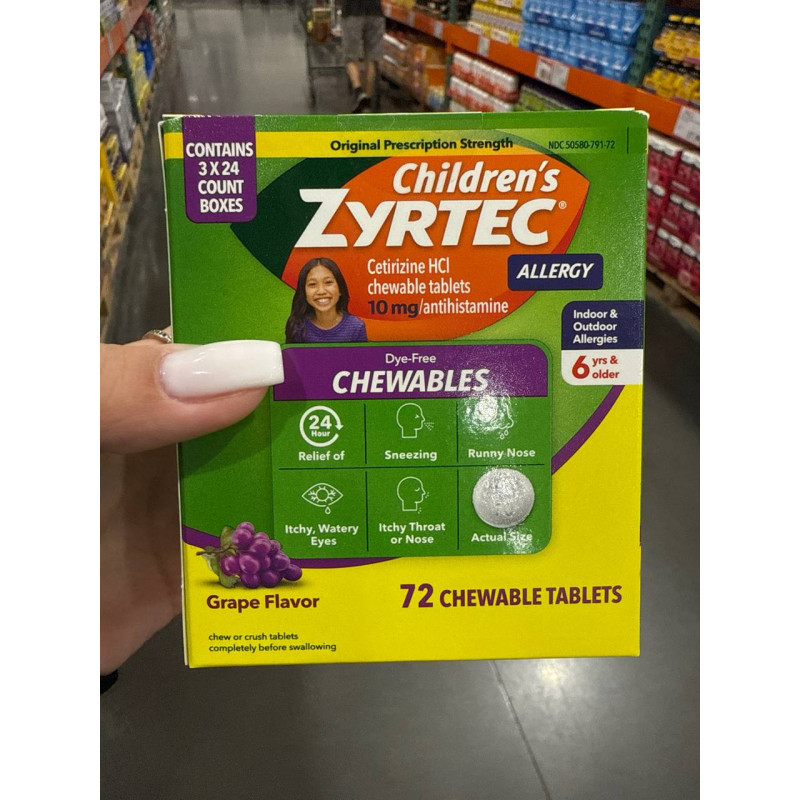 CONTAINS
3 X 24
COUNT
BOXES
Original Prescription Strength
NDC 50580-791-72
Children's
ZYRTEC®
Cetirizine HCl
chewable tablets
10 mg/antihistamine
ALLERGY
Indoor &
Outdoor
Allergies
6 yrs &
older
Dye-Free
CHEWABLES
24
Hour
Relief of
Sneezing
Runny Nose
Itchy, Watery
Eyes
Itchy Throat
or Nose
Actual Size
Grape Flavor
72 CHEWABLE TABLETS
chew or crush tablets
completely before swallowing